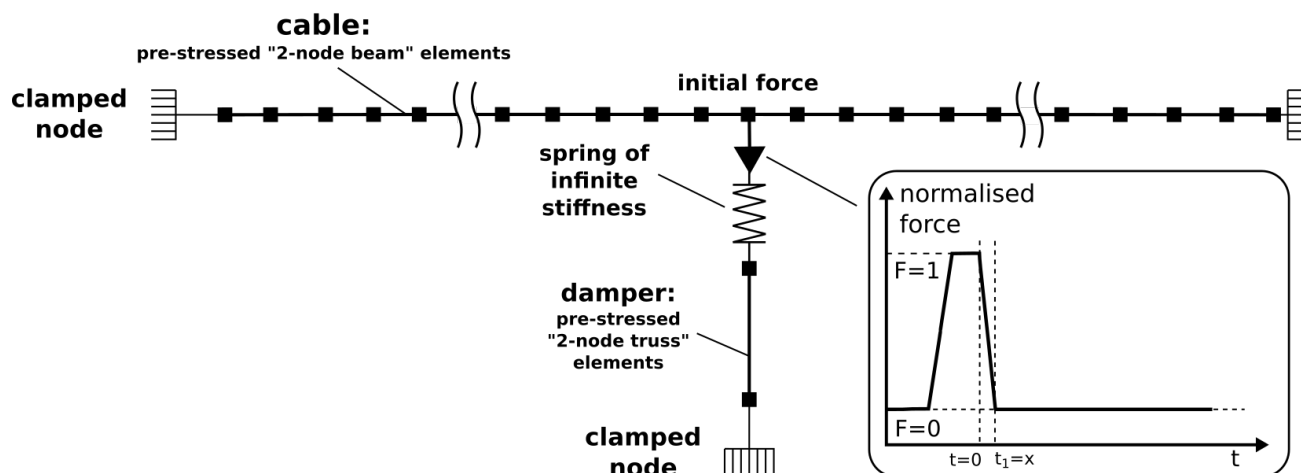 cable:
pre-stressed "2-node beam" elements
clamped
node
initial force
spring of
infinite
stiffness
damper:
pre-stressed
"2-node truss"
elements
clamped
node
normalised
force
F=1
F=0
t=0
t₁=x
t